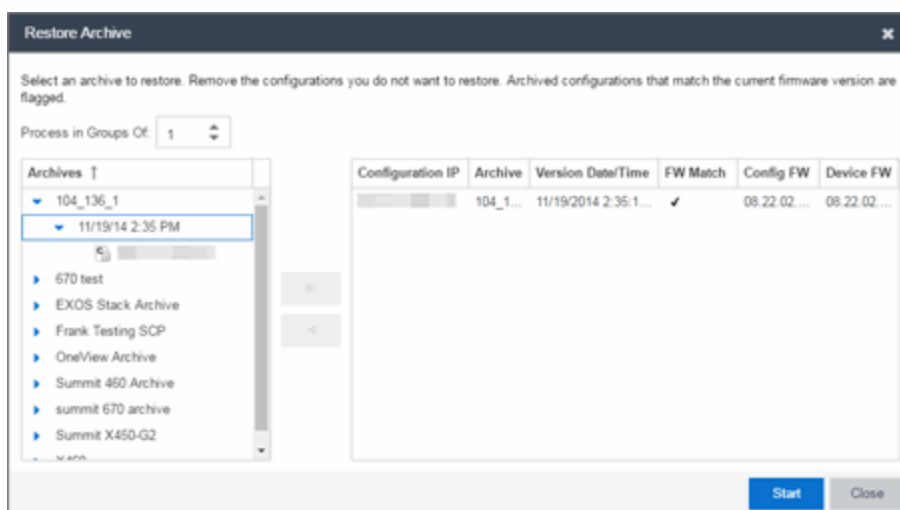 Restore Archive
Select an archive to restore. Remove the configurations you do not want to restore. Archived configurations that match the current firmware version are
flagged.
Process in Groups Of: 1
Archives ↑
Configuration IP Archive Version Date/Time FW Match Config FW Device FW
104_136_1
104_1... 11/19/2014 2:35:1... ✔ 08.22.02.... 08.22.02....
11/19/14 2:35 PM
670 test
EXOS Stack Archive
Frank Testing SCP
OneView Archive
Summit 460 Archive
summit 670 archive
Summit X450-G2
Start Close